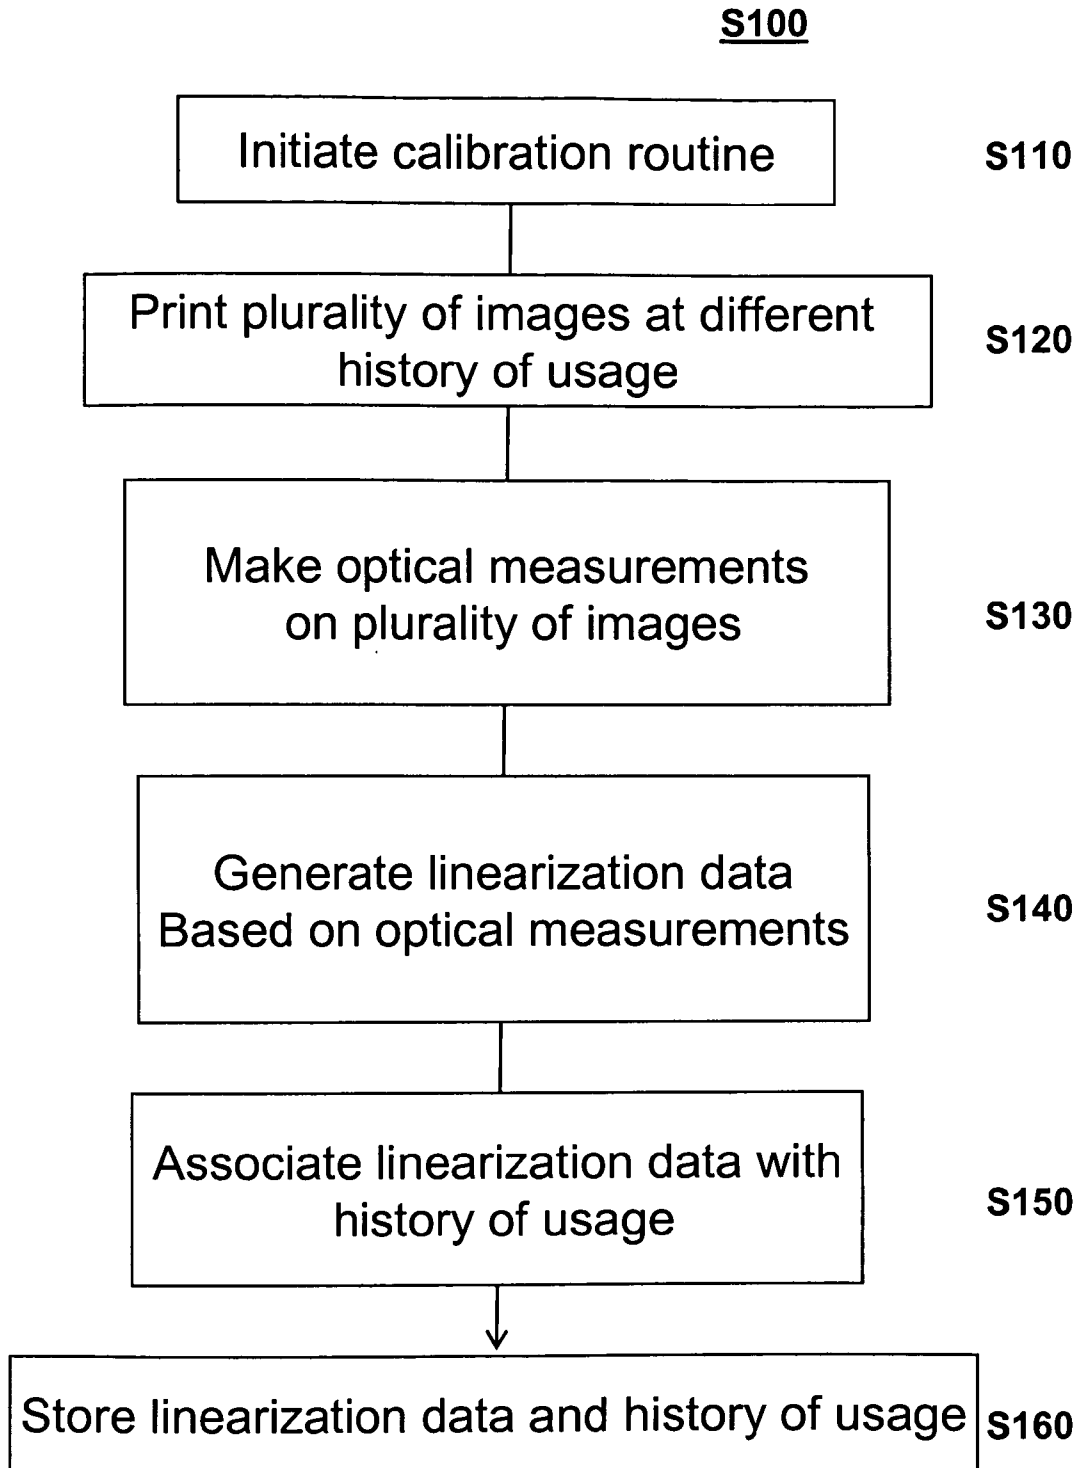 S100
Initiate calibration routine
S110
Print plurality of images at different
history of usage
S120
Make optical measurements
on plurality of images
S130
Generate linearization data
Based on optical measurements
S140
Associate linearization data with
history of usage
S150
Store linearization data and history of usage
S160